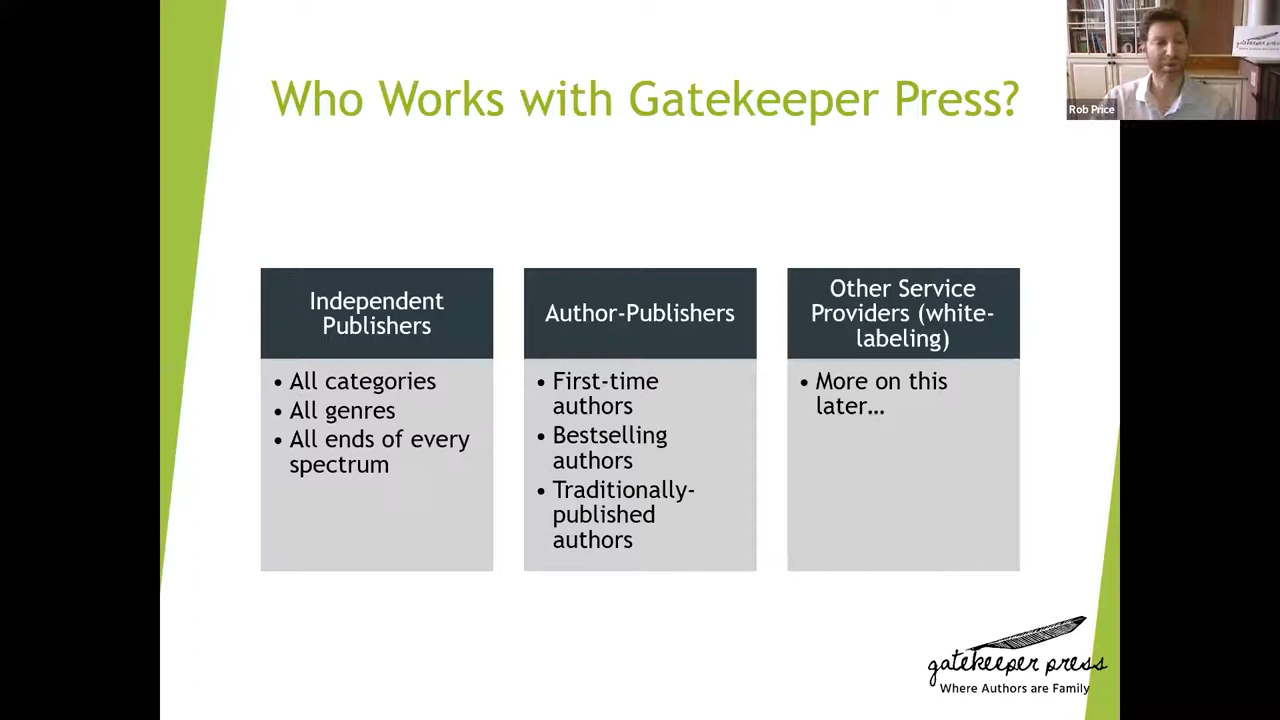 Who Works with Gatekeeper Press?
gatekeeper press
Rob Price
Independent
Publishers
• All categories
• All genres
• All ends of every
spectrum
Author-Publishers
• First-time
authors
• Bestselling
authors
• Traditionally-
published
authors
Other Service
Providers (white-
labeling)
• More on this
later…
gatekeeper press
Where Authors are Family